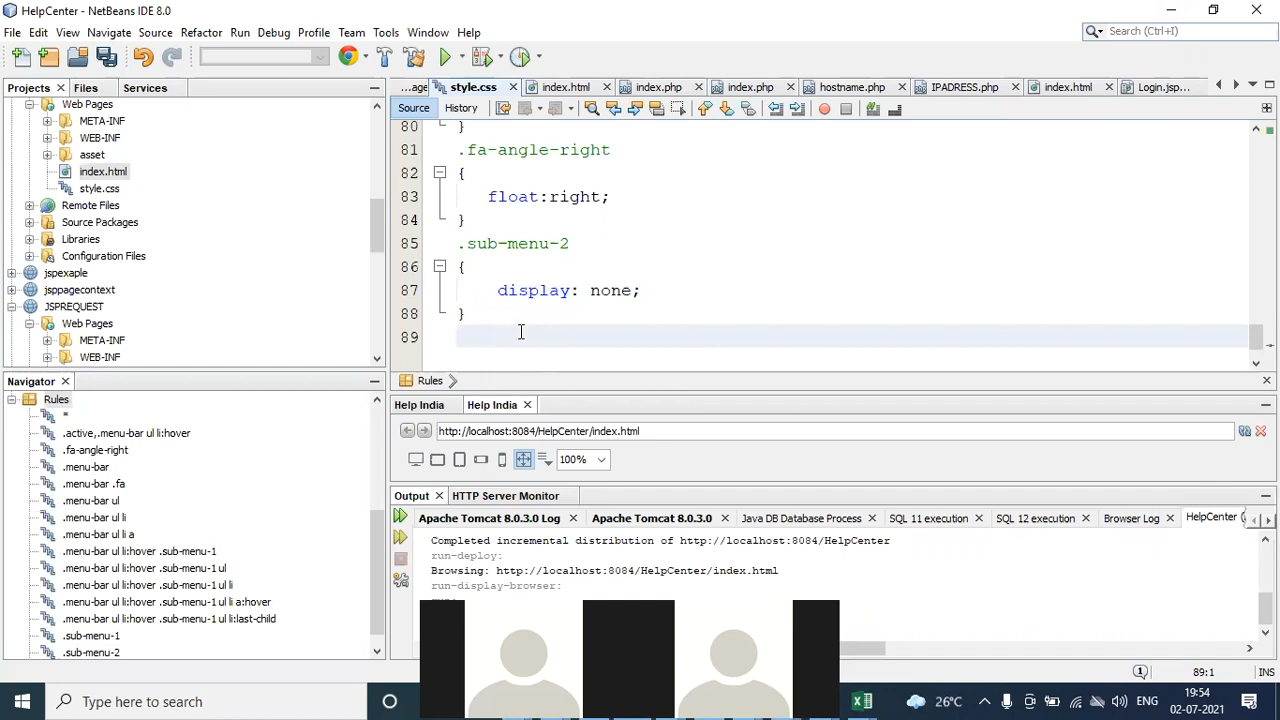 HelpCenter - NetBeans IDE 8.0
File Edit View Navigate Source Refactor Run Debug Profile Team Tools Window Help
Search (Ctrl+I)
Projects Files Services
...age style.css index.html index.php index.php hostname.php IPADRESS.php index.html Login.jsp...
Source History
Web Pages
META-INF
WEB-INF
asset
index.html
style.css
Remote Files
Source Packages
Libraries
Configuration Files
jspexaple
jsppagecontext
JSPREQUEST
Web Pages
META-INF
WEB-INF
80 }
81 .fa-angle-right
82 {
83 float:right;
84 }
85 .sub-menu-2
86 {
87 display: none;
88 }
89
Rules
Navigator
Rules
*
.active,.menu-bar ul li:hover
.fa-angle-right
.menu-bar
.menu-bar .fa
.menu-bar ul
.menu-bar ul li
.menu-bar ul li a
.menu-bar ul li:hover .sub-menu-1
.menu-bar ul li:hover .sub-menu-1 ul
.menu-bar ul li:hover .sub-menu-1 ul li
.menu-bar ul li:hover .sub-menu-1 ul li a:hover
.menu-bar ul li:hover .sub-menu-1 ul li:last-child
.sub-menu-1
.sub-menu-2
Help India Help India
http://localhost:8084/HelpCenter/index.html
100%
Output HTTP Server Monitor
Apache Tomcat 8.0.3.0 Log Apache Tomcat 8.0.3.0 Java DB Database Process SQL 11 execution SQL 12 execution Browser Log HelpCenter (
Completed incremental distribution of http://localhost:8084/HelpCenter
run-deploy:
Browsing: http://localhost:8084/HelpCenter/index.html
run-display-browser:
89:1 INS
Type here to search
26°C ENG
19:54
02-07-2021